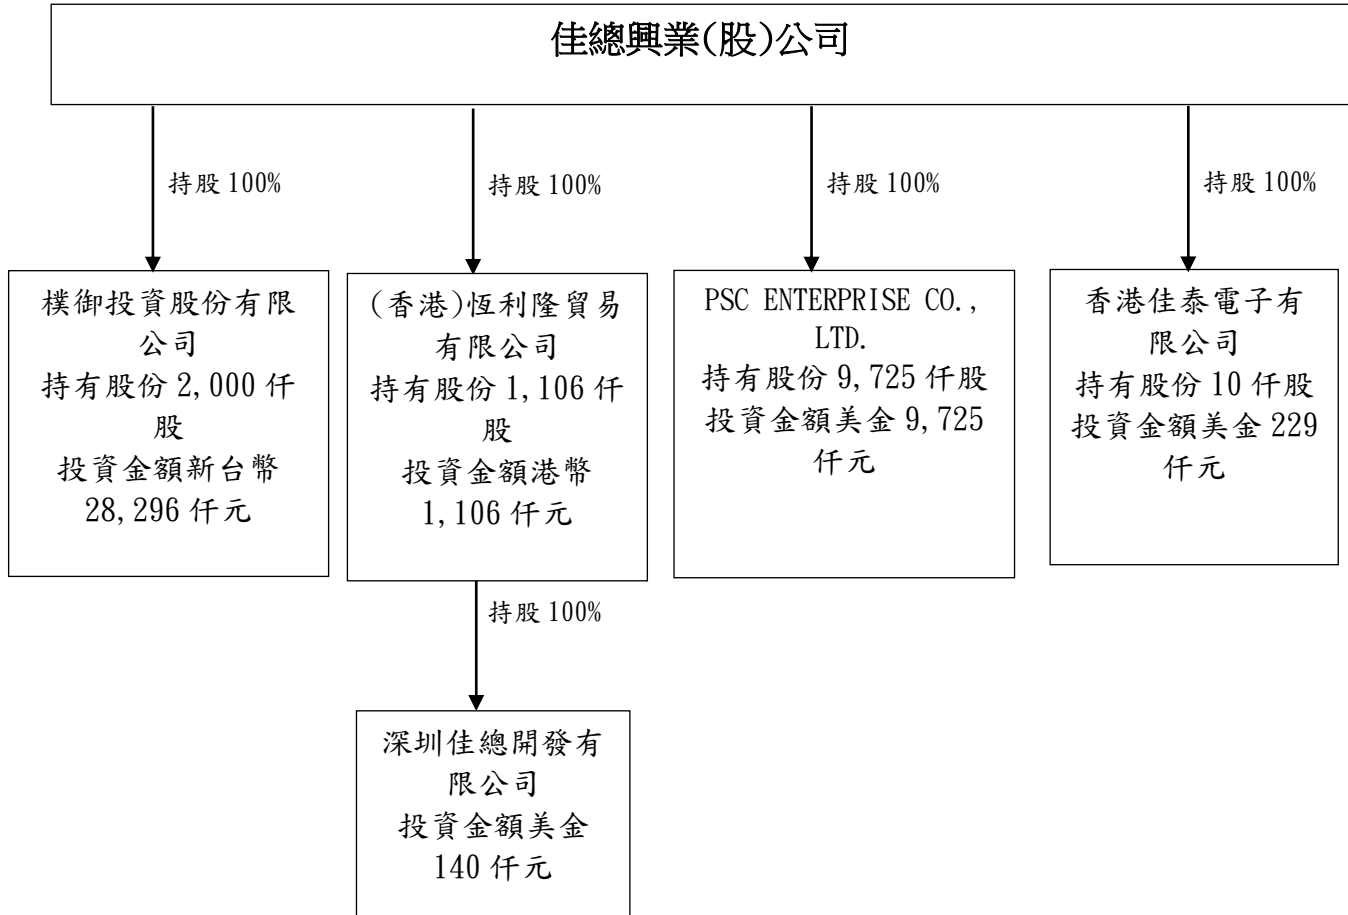 佳總興業(股)公司
持股 100%
持股 100%
持股 100%
持股 100%
樸御投資股份有限
公司
持有股份 2,000 仟
股
投資金額新台幣
28,296 仟元
(香港)恆利隆貿易
有限公司
持有股份 1,106 仟
股
投資金額港幣
1,106 仟元
PSC ENTERPRISE CO.,
LTD.
持有股份 9,725 仟股
投資金額美金 9,725
仟元
香港佳泰電子有
限公司
持有股份 10 仟股
投資金額美金 229
仟元
持股 100%
深圳佳總開發有
限公司
投資金額美金
140 仟元